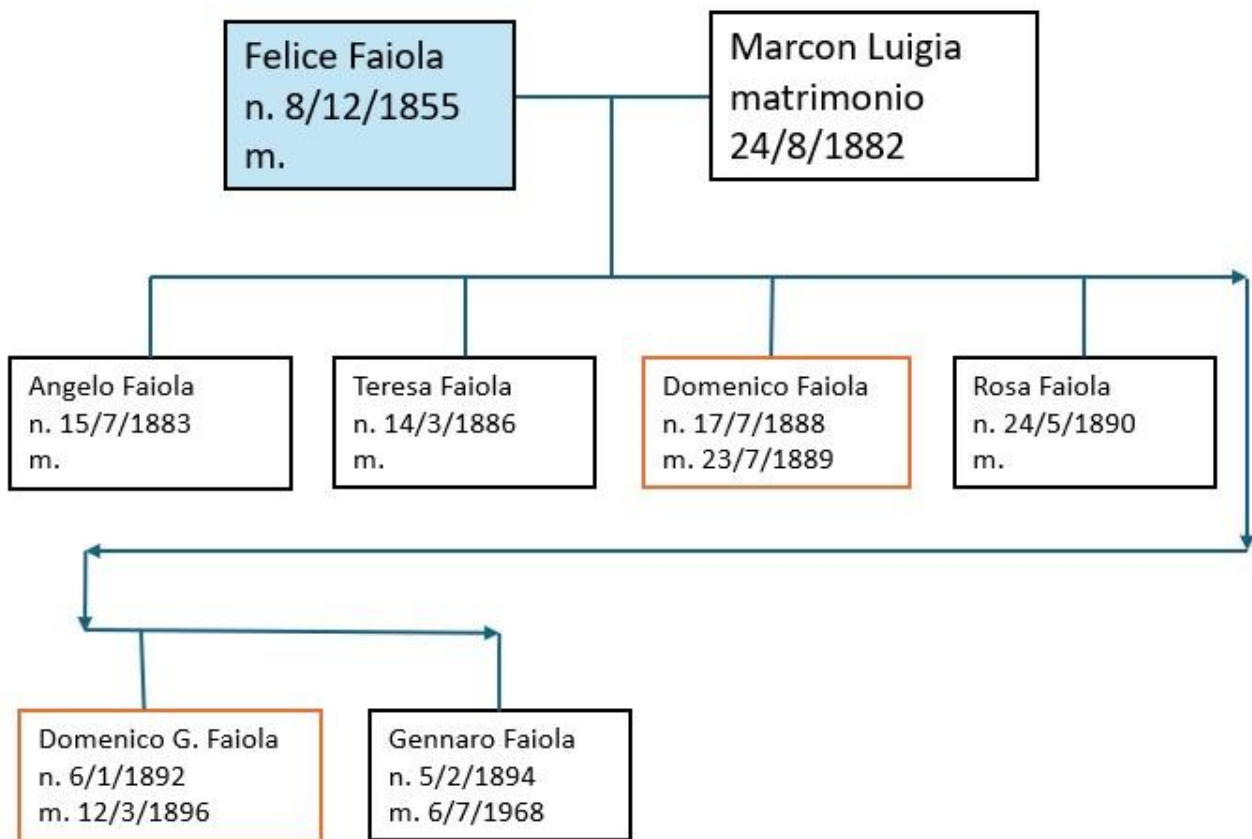 Felice Faiola
n. 8/12/1855
m.
Marcon Luigia
matrimonio
24/8/1882
Angelo Faiola
n. 15/7/1883
m.
Teresa Faiola
n. 14/3/1886
m.
Domenico Faiola
n. 17/7/1888
m. 23/7/1889
Rosa Faiola
n. 24/5/1890
m.
Domenico G. Faiola
n. 6/1/1892
m. 12/3/1896
Gennaro Faiola
n. 5/2/1894
m. 6/7/1968